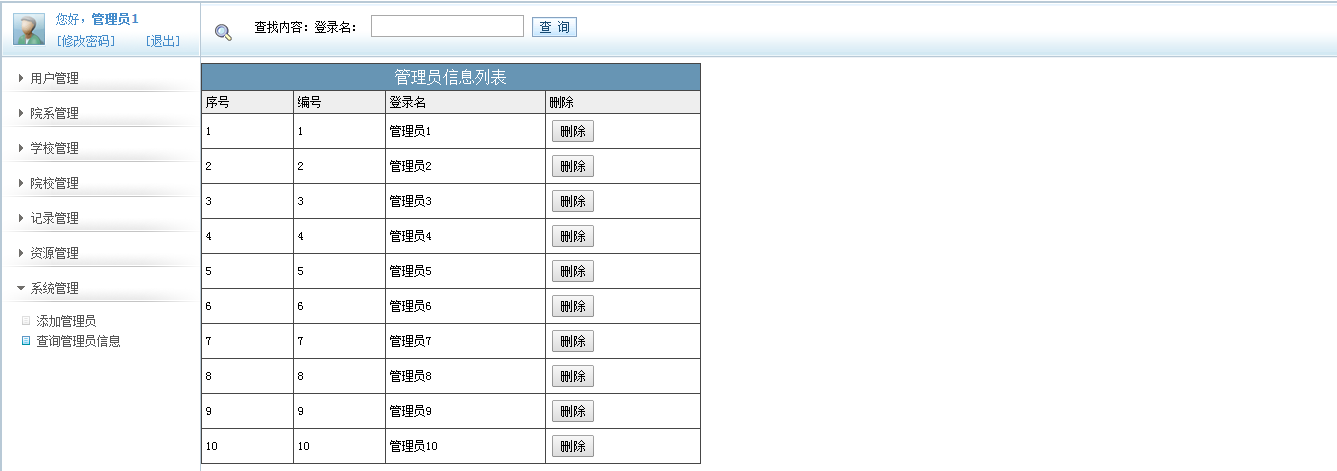 您好，管理员1
[修改密码] [退出]
查找内容：登录名： 查 询
用户管理
院系管理
学校管理
院校管理
记录管理
资源管理
系统管理
添加管理员
查询管理员信息
管理员信息列表
序号 编号 登录名 删除
1 1 管理员1 删除
2 2 管理员2 删除
3 3 管理员3 删除
4 4 管理员4 删除
5 5 管理员5 删除
6 6 管理员6 删除
7 7 管理员7 删除
8 8 管理员8 删除
9 9 管理员9 删除
10 10 管理员10 删除